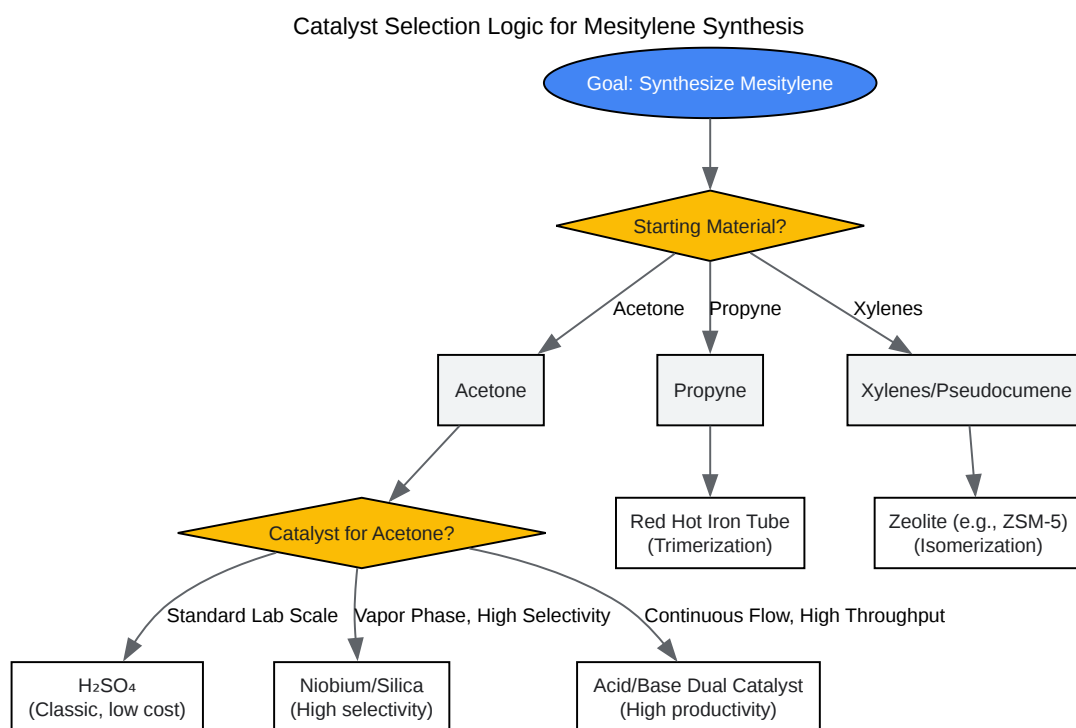 Catalyst Selection Logic for Mesitylene Synthesis
Goal: Synthesize Mesitylene
Starting Material?
Acetone
Propyne
Xylenes
Acetone
Propyne
Xylenes/Pseudocumene
Catalyst for Acetone?
Red Hot Iron Tube
(Trimerization)
Zeolite (e.g., ZSM-5)
(Isomerization)
Standard Lab Scale
Vapor Phase, High Selectivity
Continuous Flow, High Throughput
H₂SO₄
(Classic, low cost)
Niobium/Silica
(High selectivity)
Acid/Base Dual Catalyst
(High productivity)